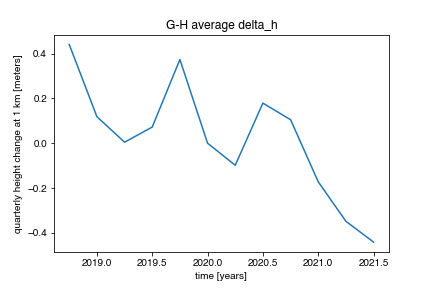 G-H average delta_h
quarterly height change at 1 km [meters]
0.4
0.2
0.0
−0.2
−0.4
2019.0 2019.5 2020.0 2020.5 2021.0 2021.5
time [years]